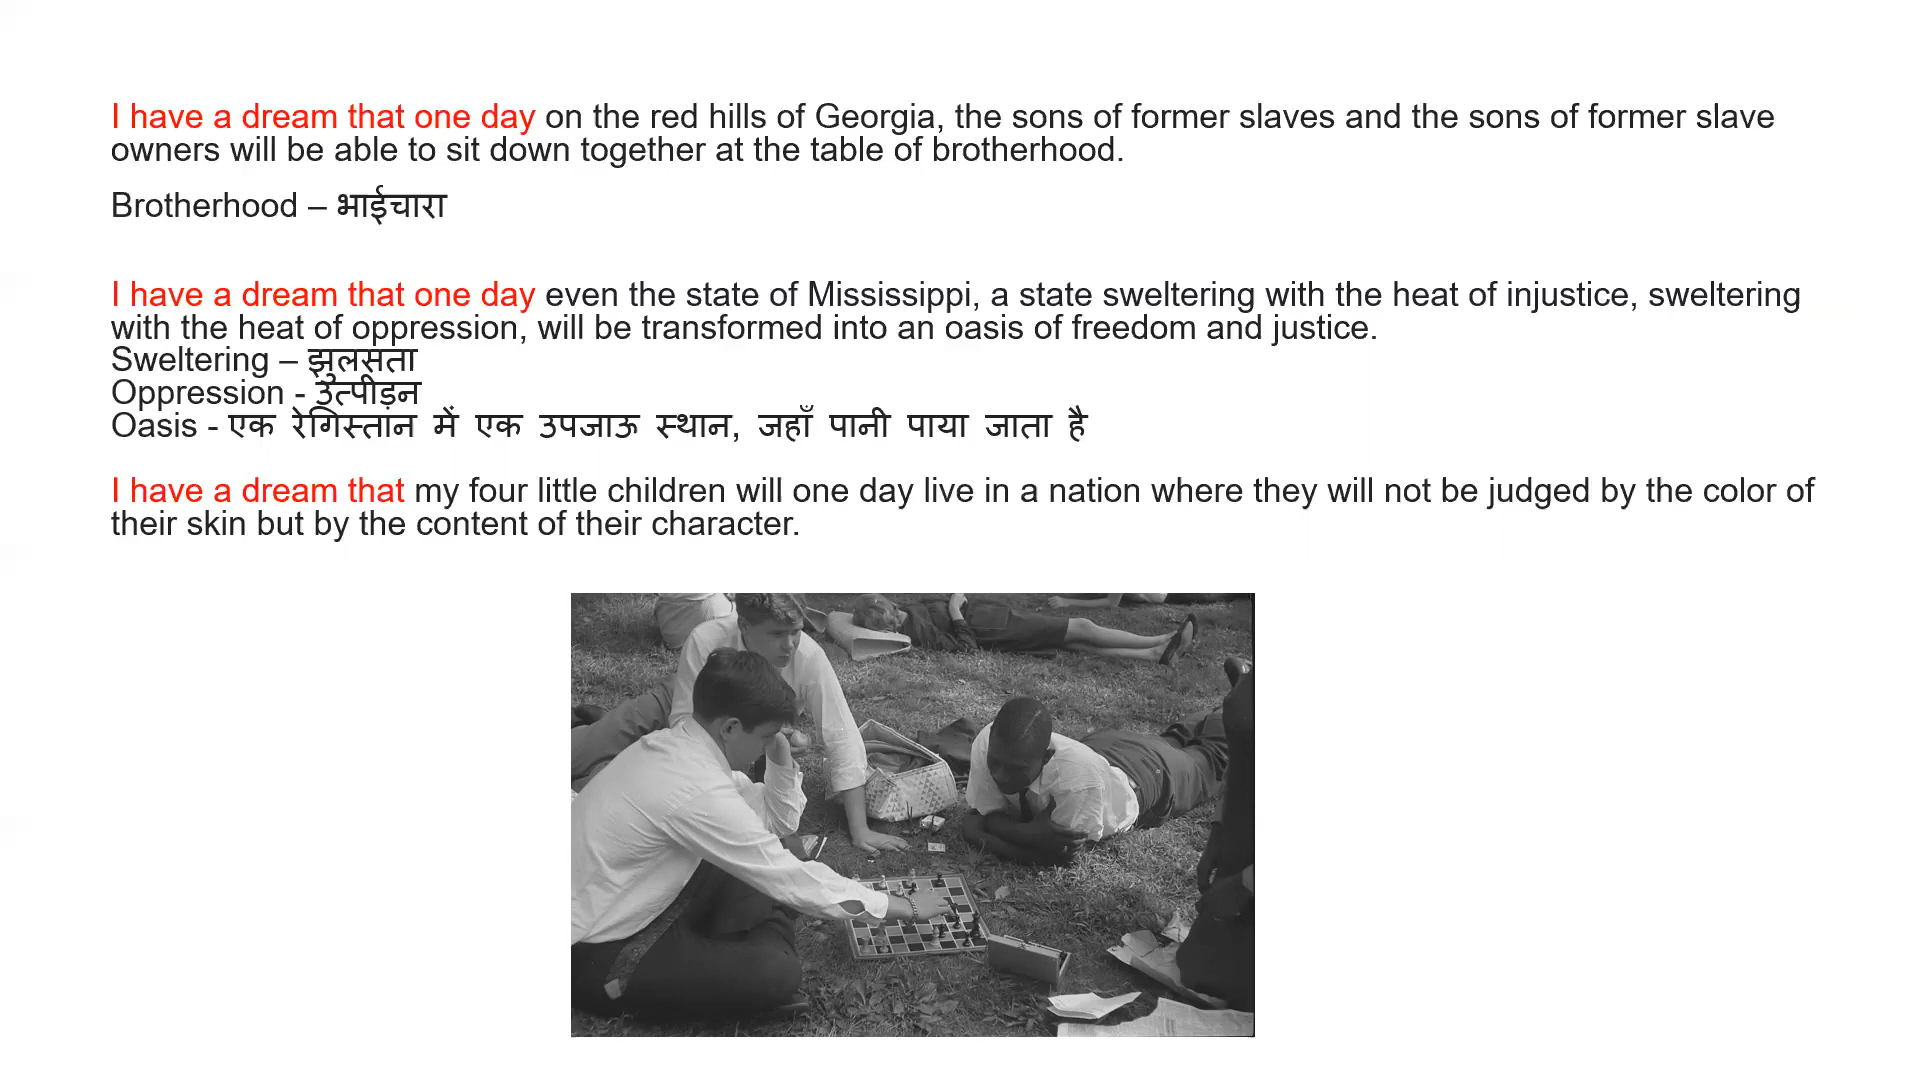 I have a dream that one day on the red hills of Georgia, the sons of former slaves and the sons of former slave
owners will be able to sit down together at the table of brotherhood.
Brotherhood – भाईचारा
I have a dream that one day even the state of Mississippi, a state sweltering with the heat of injustice, sweltering
with the heat of oppression, will be transformed into an oasis of freedom and justice.
Sweltering – झुलसता
Oppression - उत्पीड़न
Oasis - एक रेगिस्तान में एक उपजाऊ स्थान, जहाँ पानी पाया जाता है
I have a dream that my four little children will one day live in a nation where they will not be judged by the color of
their skin but by the content of their character.